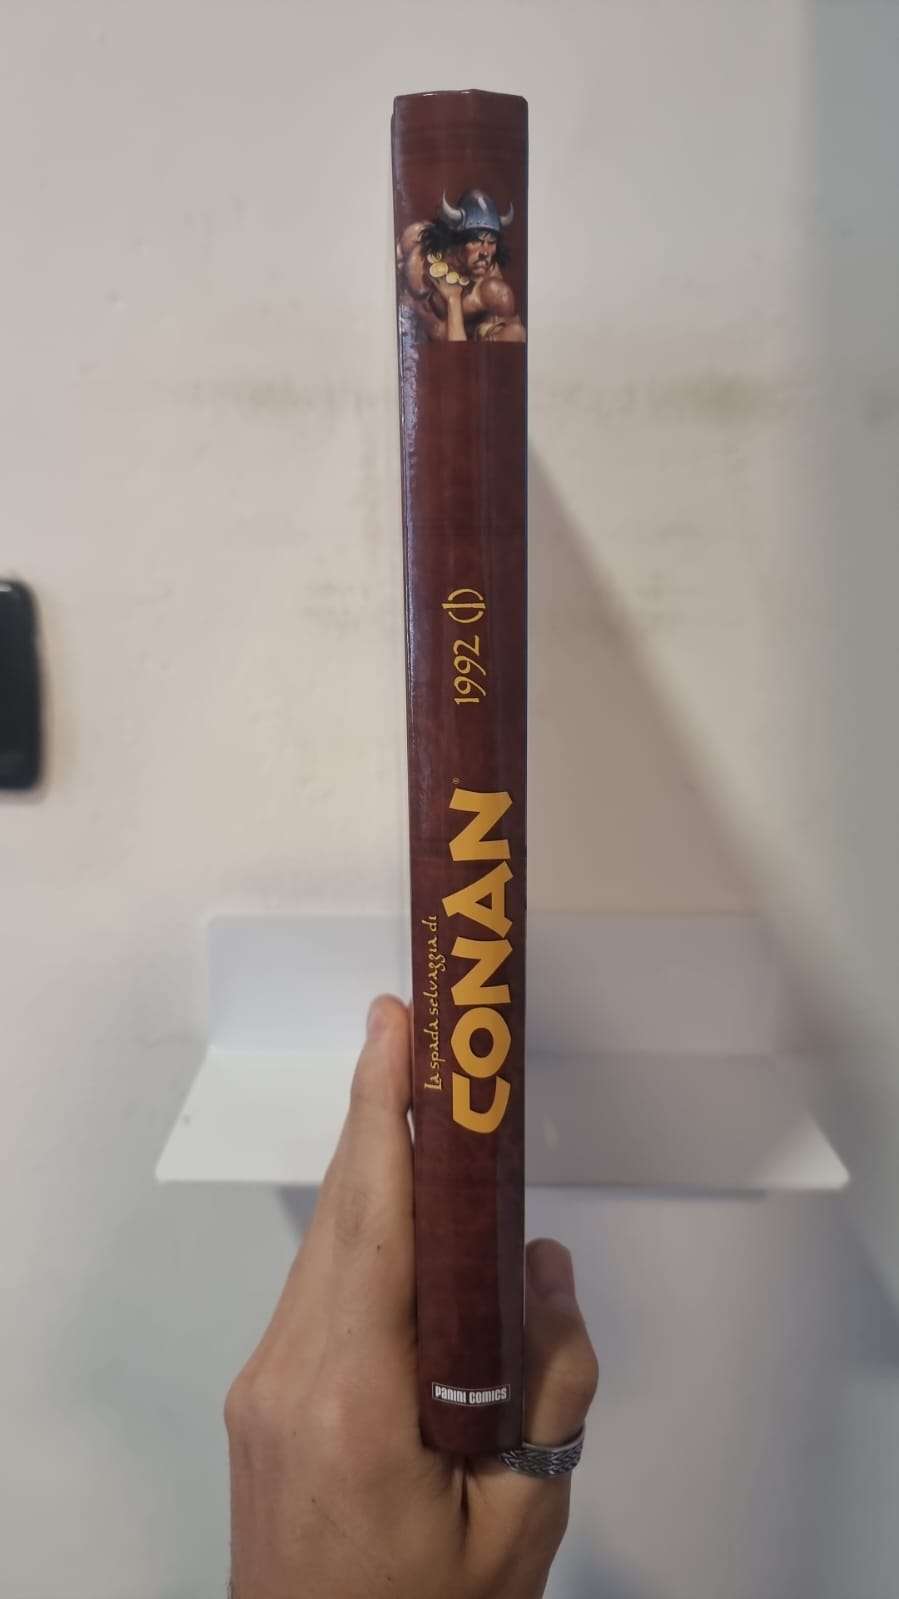 La spada selvaggia di
CONAN®
1992 (I)
PANINI COMICS